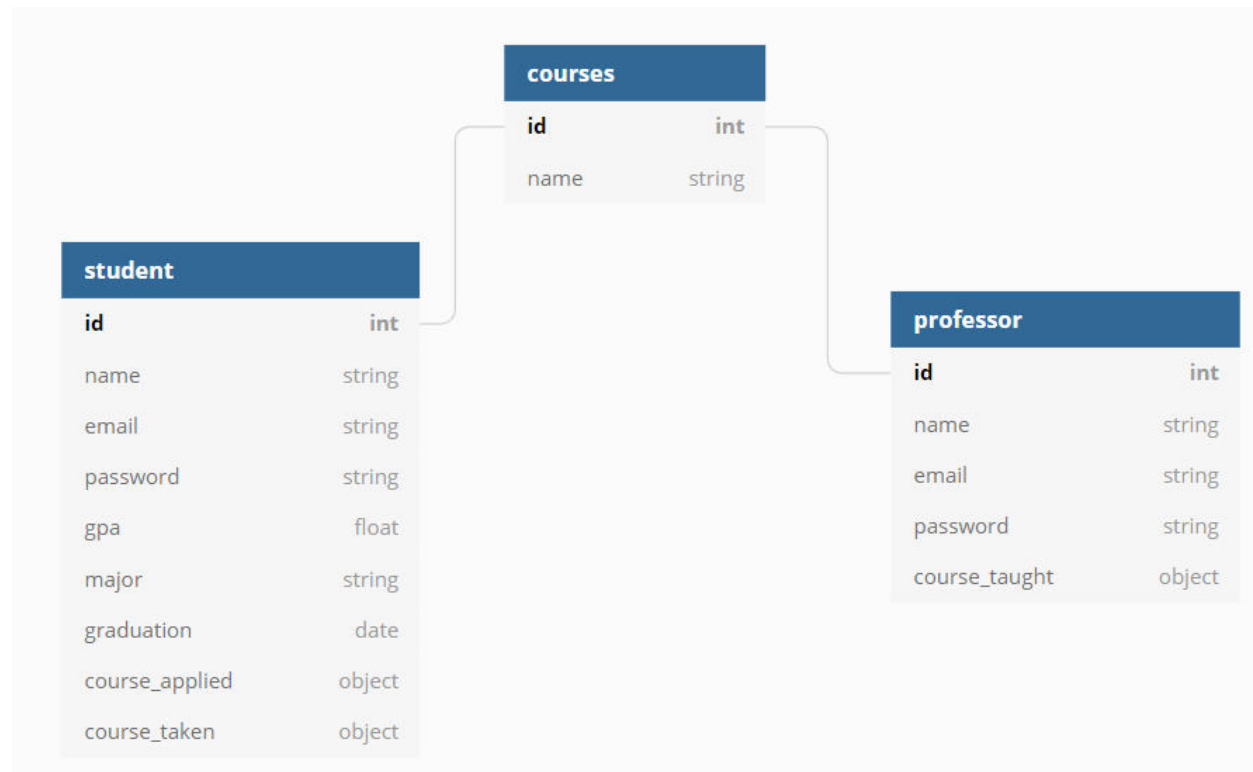 courses
id int
name string
student
id int
name string
email string
password string
gpa float
major string
graduation date
course_applied object
course_taken object
professor
id int
name string
email string
password string
course_taught object